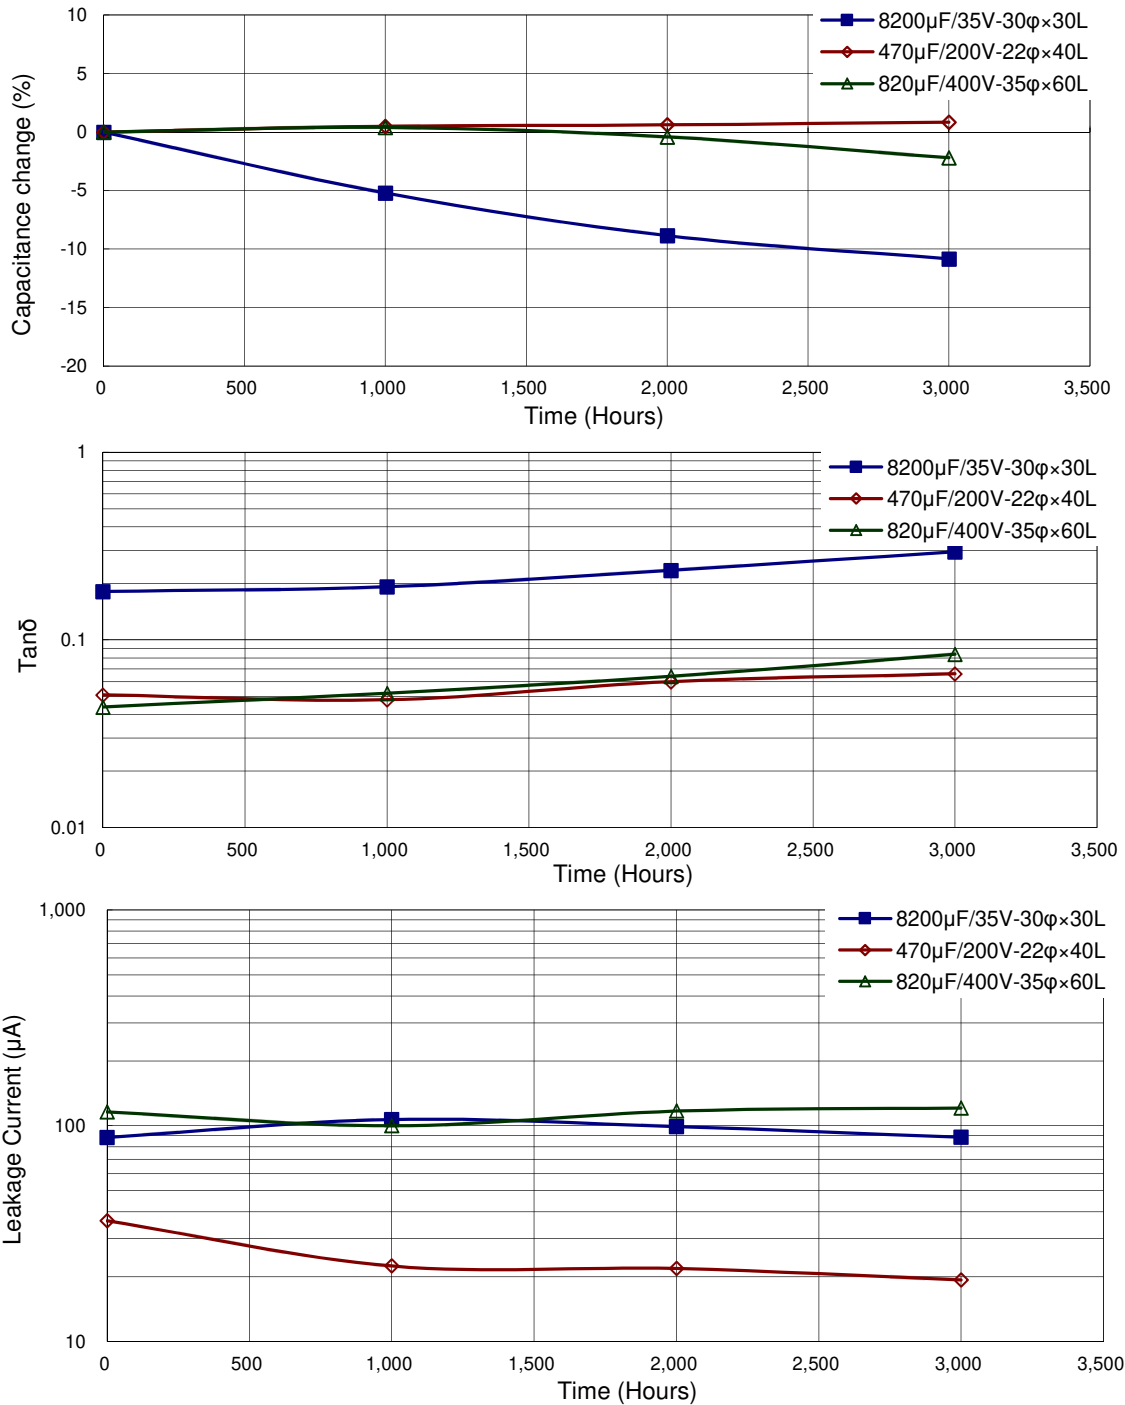 10
8200μF/35V-30φ×30L
470μF/200V-22φ×40L
820μF/400V-35φ×60L
5
0
-5
-10
-15
-20
Capacitance change (%)
0 500 1,000 1,500 2,000 2,500 3,000 3,500
Time (Hours)
1
8200μF/35V-30φ×30L
470μF/200V-22φ×40L
820μF/400V-35φ×60L
0.1
0.01
Tanδ
0 500 1,000 1,500 2,000 2,500 3,000 3,500
Time (Hours)
1,000
8200μF/35V-30φ×30L
470μF/200V-22φ×40L
820μF/400V-35φ×60L
100
10
Leakage Current (μA)
0 500 1,000 1,500 2,000 2,500 3,000 3,500
Time (Hours)